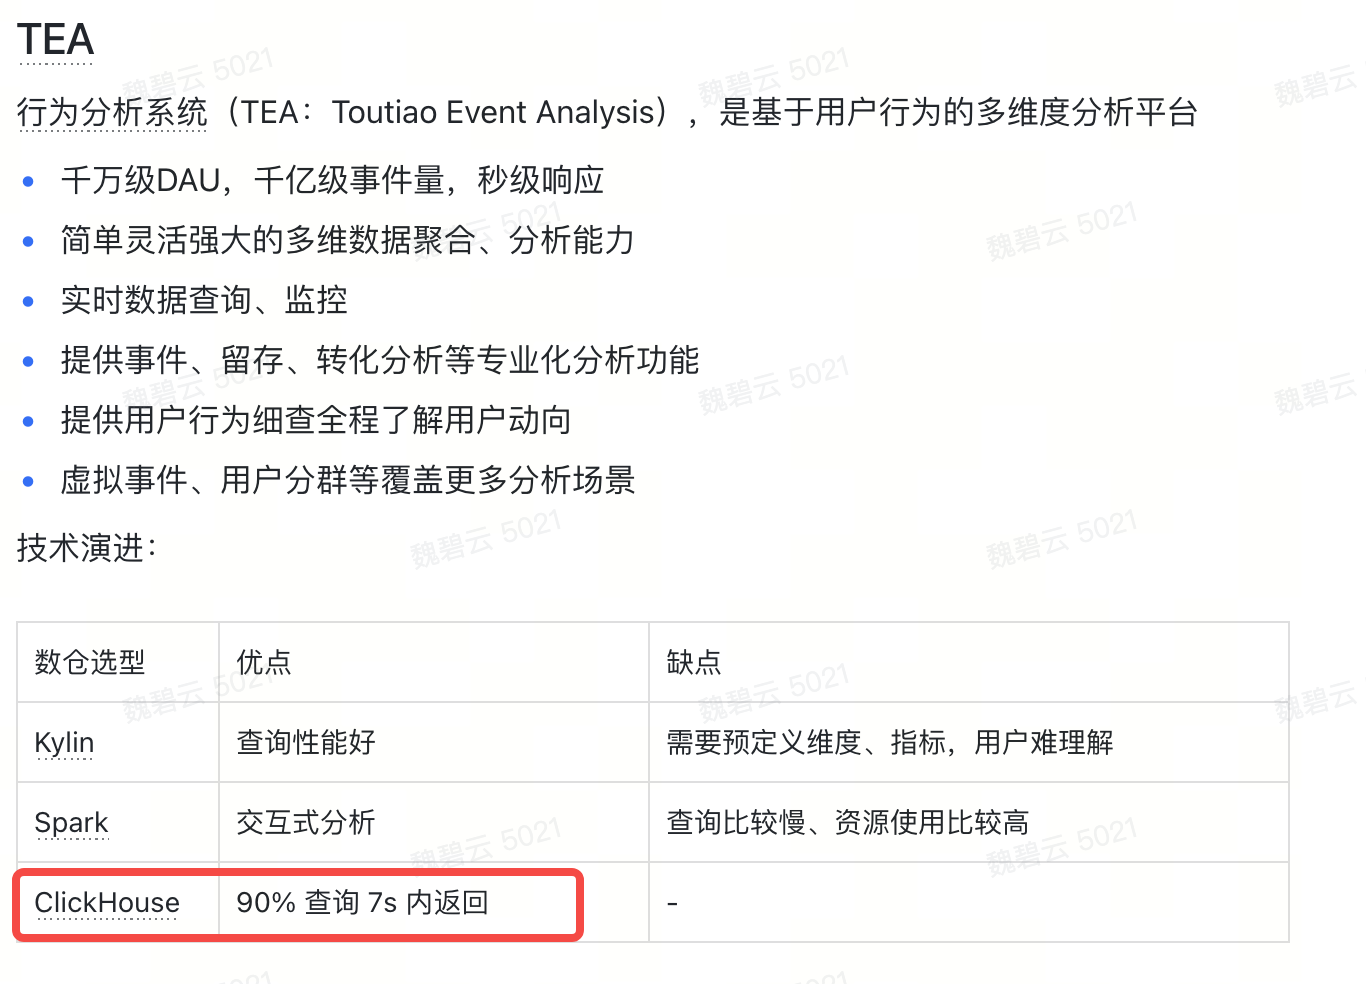 TEA
行为分析系统（TEA：Toutiao Event Analysis），是基于用户行为的多维度分析平台
千万级DAU，千亿级事件量，秒级响应
简单灵活强大的多维数据聚合、分析能力
实时数据查询、监控
提供事件、留存、转化分析等专业化分析功能
提供用户行为细查全程了解用户动向
虚拟事件、用户分群等覆盖更多分析场景
技术演进：
数仓选型 优点 缺点
Kylin 查询性能好 需要预定义维度、指标，用户难理解
Spark 交互式分析 查询比较慢、资源使用比较高
ClickHouse 90% 查询 7s 内返回 -
魏碧云 5021